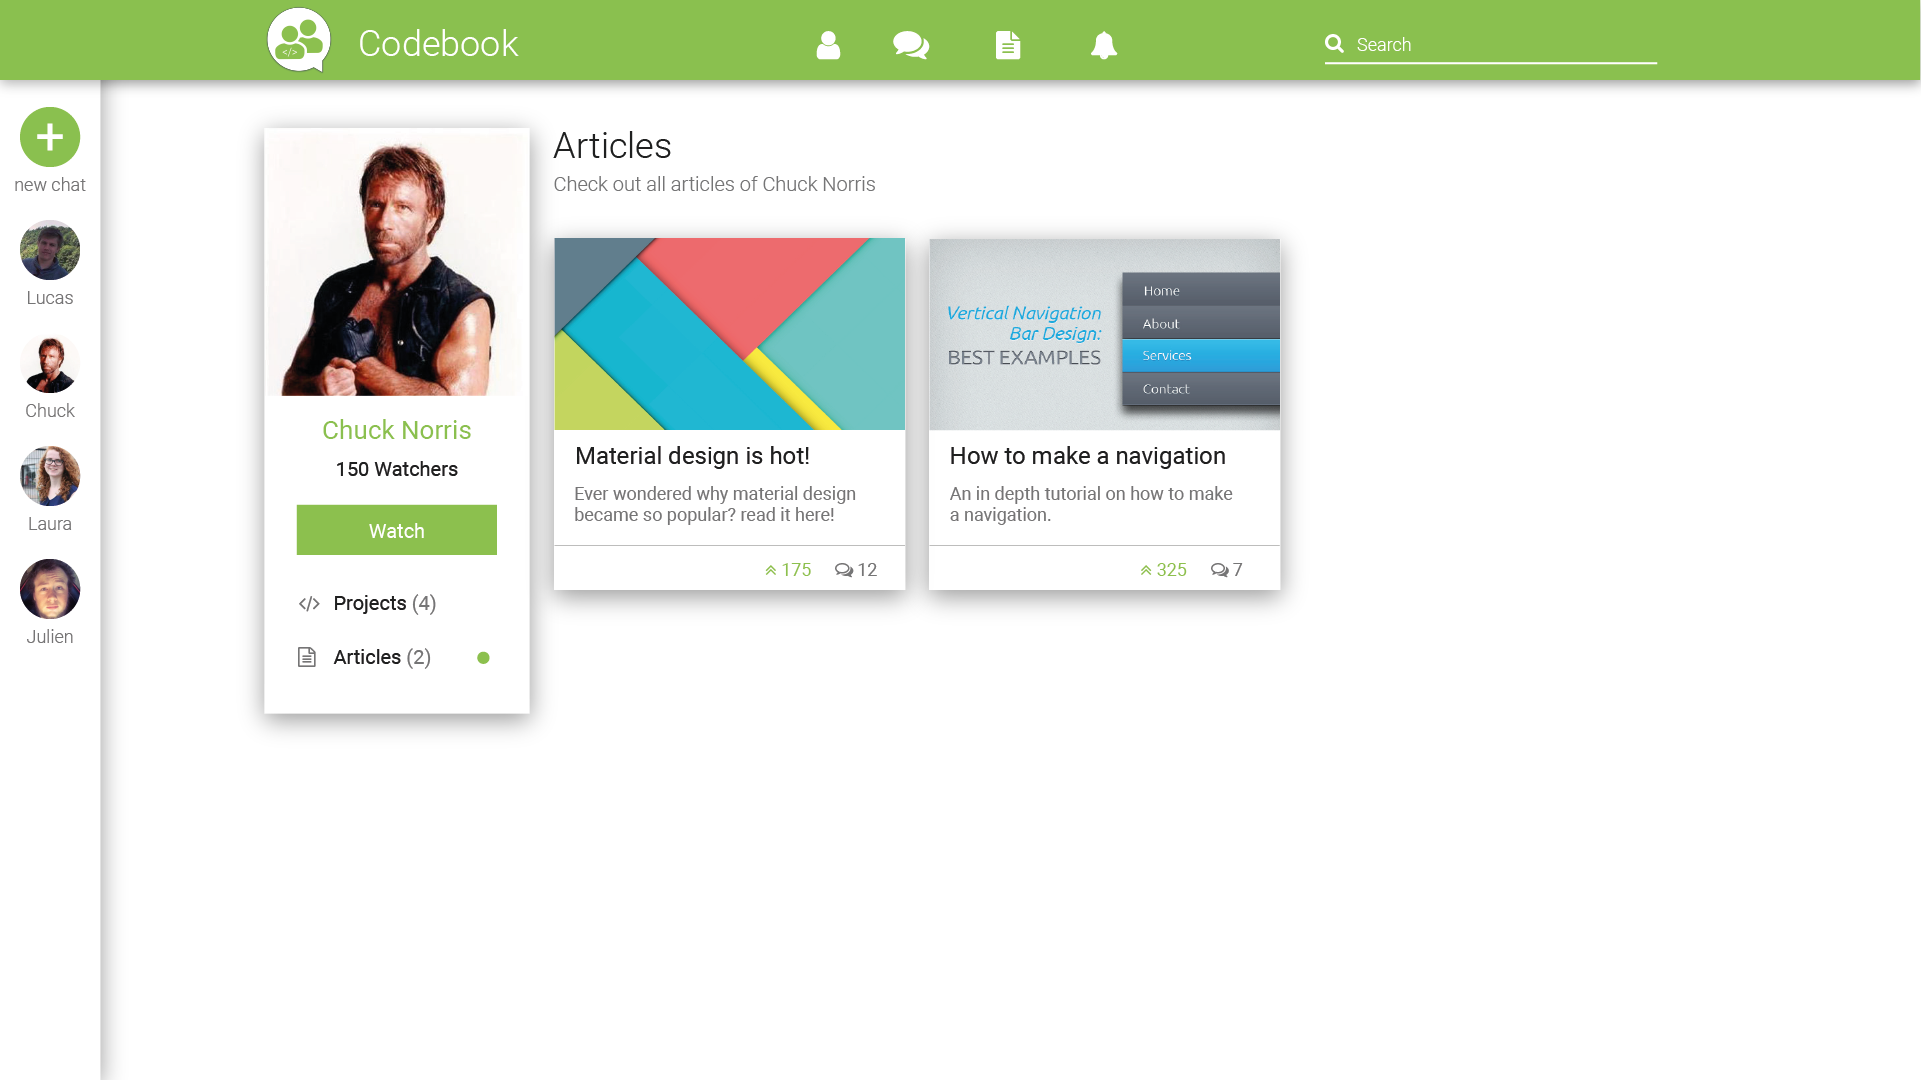 Codebook
Search
new chat
Lucas
Chuck
Laura
Julien
Chuck Norris
150 Watchers
Watch
</> Projects (4)
Articles (2)
Articles
Check out all articles of Chuck Norris
Material design is hot!
Ever wondered why material design
became so popular? read it here!
175 12
Vertical Navigation
Bar Design:
BEST EXAMPLES
Home
About
Services
Contact
How to make a navigation
An in depth tutorial on how to make
a navigation.
325 7